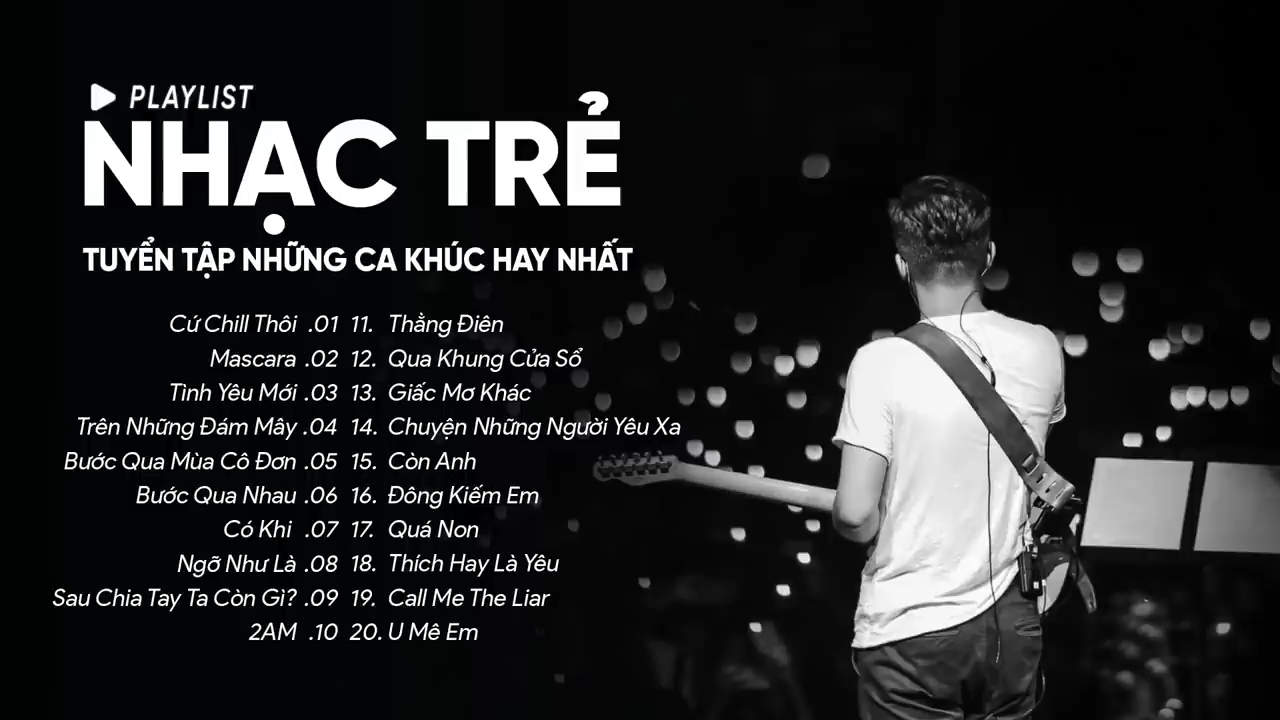 PLAYLIST
NHẠC TRẺ
TUYỂN TẬP NHỮNG CA KHÚC HAY NHẤT
Cứ Chill Thôi .01
Mascara .02
Tình Yêu Mới .03
Trên Những Đám Mây .04
Bước Qua Mùa Cô Đơn .05
Bước Qua Nhau .06
Có Khi .07
Ngỡ Như Là .08
Sau Chia Tay Ta Còn Gì? .09
2AM .10
11. Thằng Điên
12. Qua Khung Cửa Sổ
13. Giấc Mơ Khác
14. Chuyện Những Người Yêu Xa
15. Còn Anh
16. Đông Kiếm Em
17. Quá Non
18. Thích Hay Là Yêu
19. Call Me The Liar
20. U Mê Em